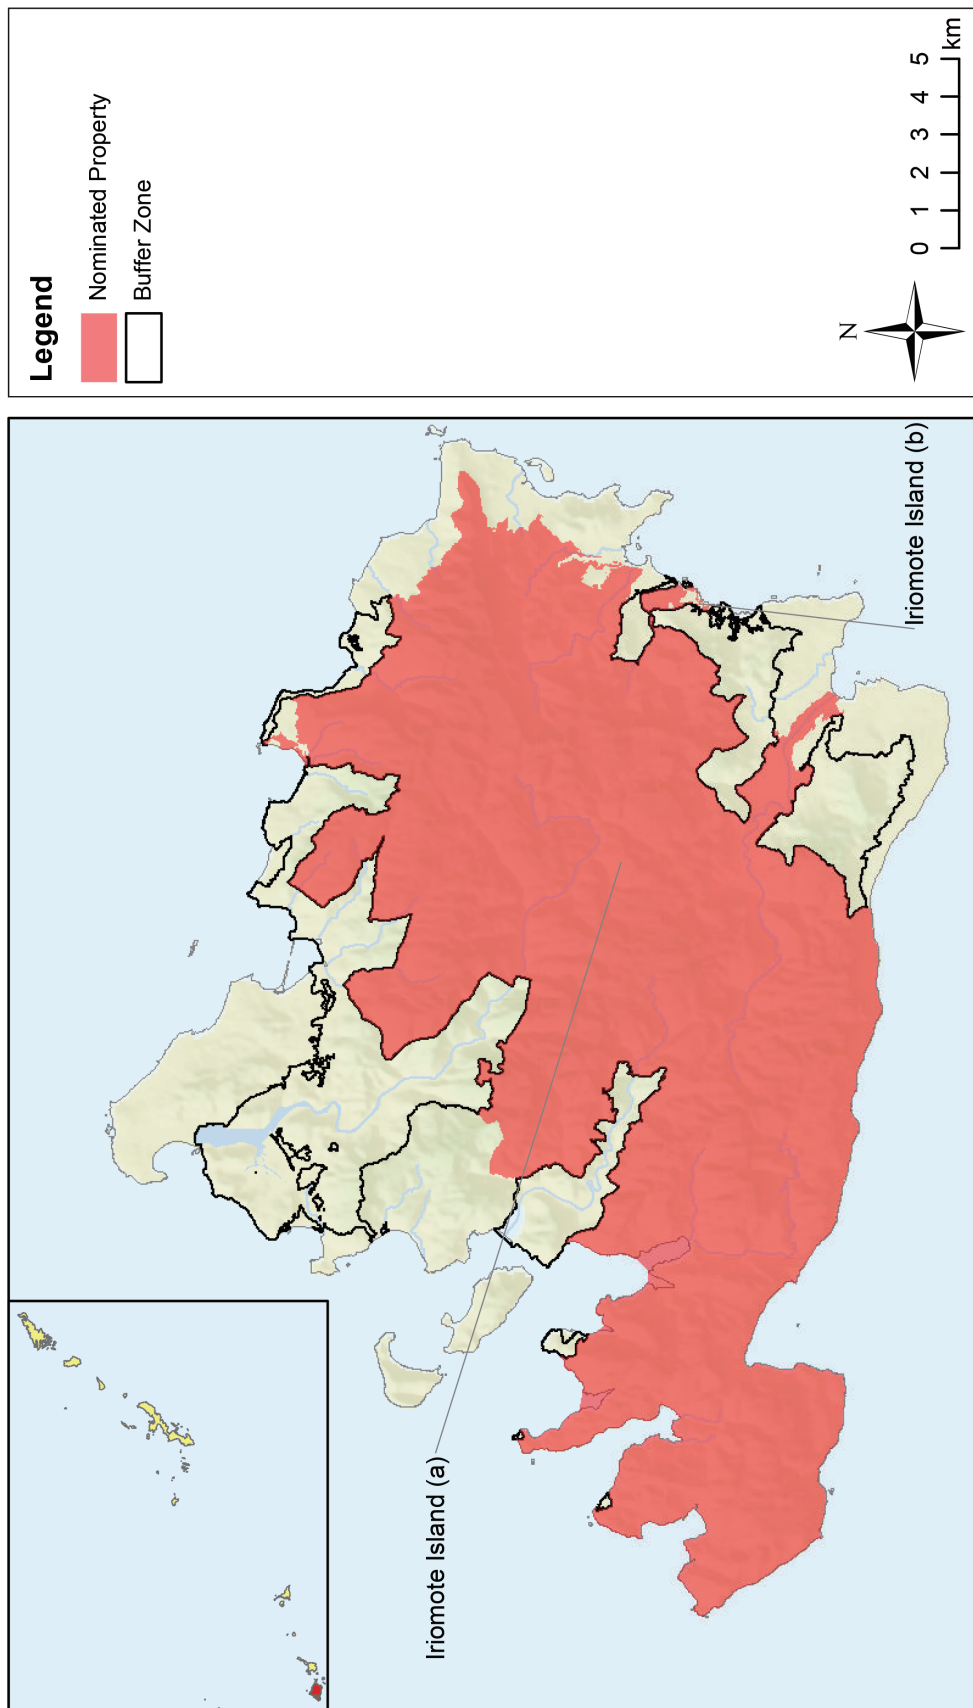 Legend
Nominated Property
Buffer Zone
N
0 1 2 3 4 5
km
Iriomote Island (a)
Iriomote Island (b)